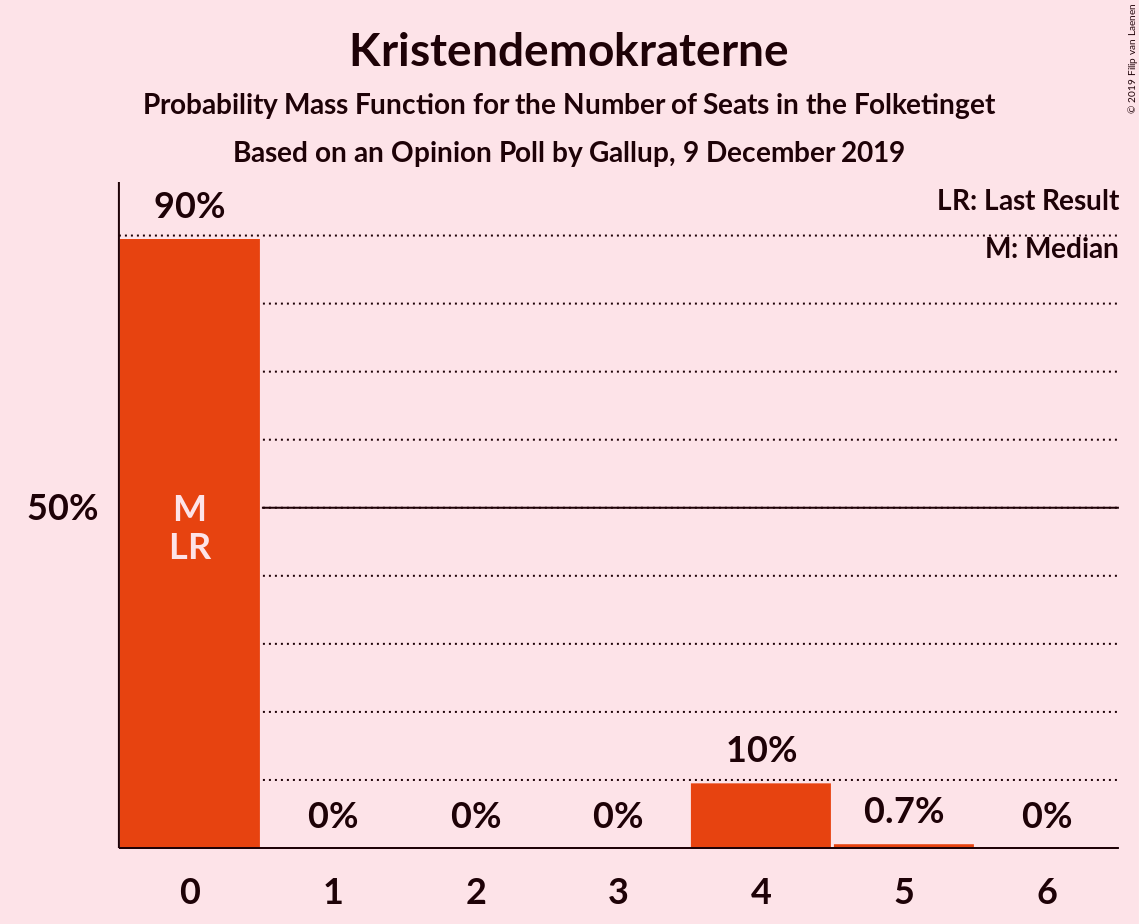 Kristendemokraterne
Probability Mass Function for the Number of Seats in the Folketinget
Based on an Opinion Poll by Gallup, 9 December 2019
© 2019 Filip van Laenen
LR: Last Result
M: Median
90%
50%
M
LR
0%
0%
0%
10%
0.7%
0%
0
1
2
3
4
5
6